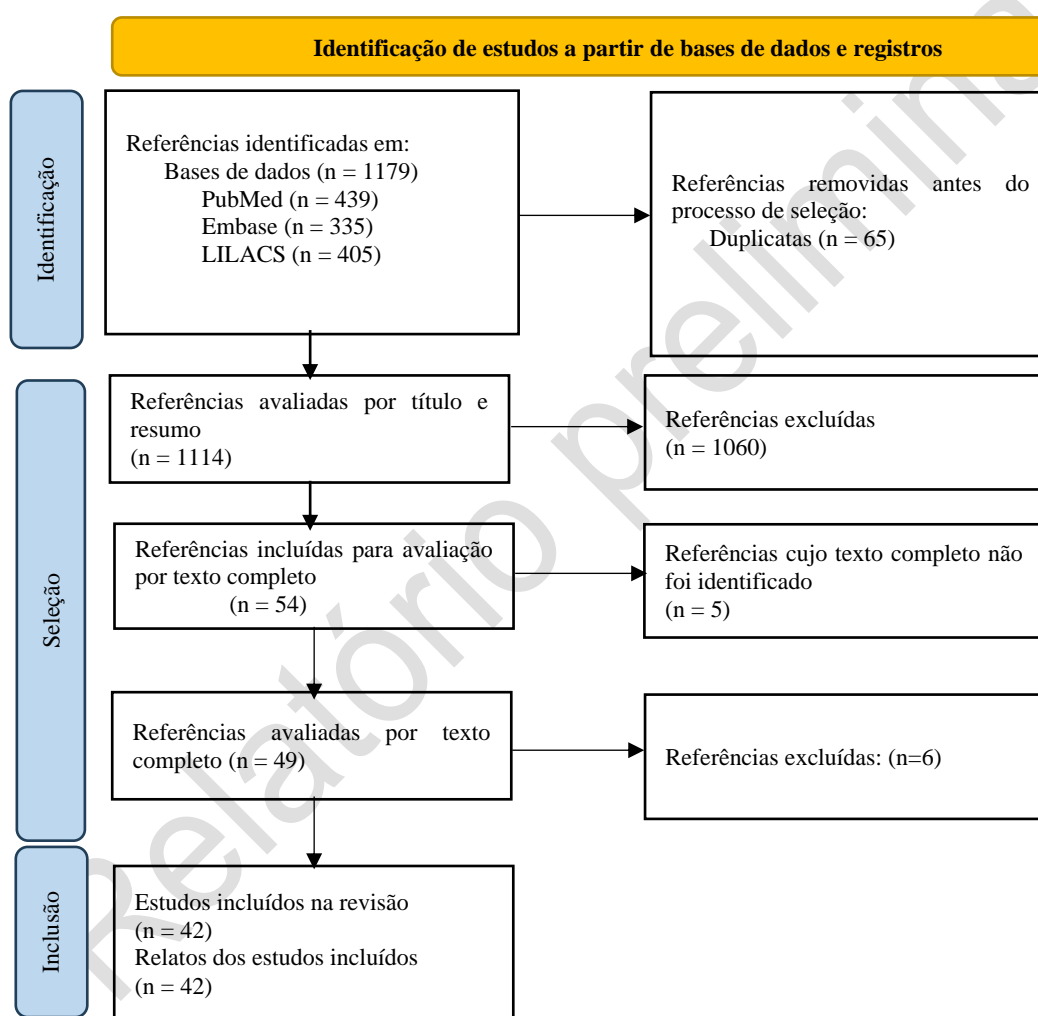 Identificação de estudos a partir de bases de dados e registros
Identificação
Referências identificadas em:
Bases de dados (n = 1179)
PubMed (n = 439)
Embase (n = 335)
LILACS (n = 405)
Referências removidas antes do
processo de seleção:
Duplicatas (n = 65)
Seleção
Referências avaliadas por título e
resumo
(n = 1114)
Referências excluídas
(n = 1060)
Referências incluídas para avaliação
por texto completo
(n = 54)
Referências cujo texto completo não
foi identificado
(n = 5)
Referências avaliadas por texto
completo (n = 49)
Referências excluídas: (n=6)
Inclusão
Estudos incluídos na revisão
(n = 42)
Relatos dos estudos incluídos
(n = 42)
Relatório prelimina